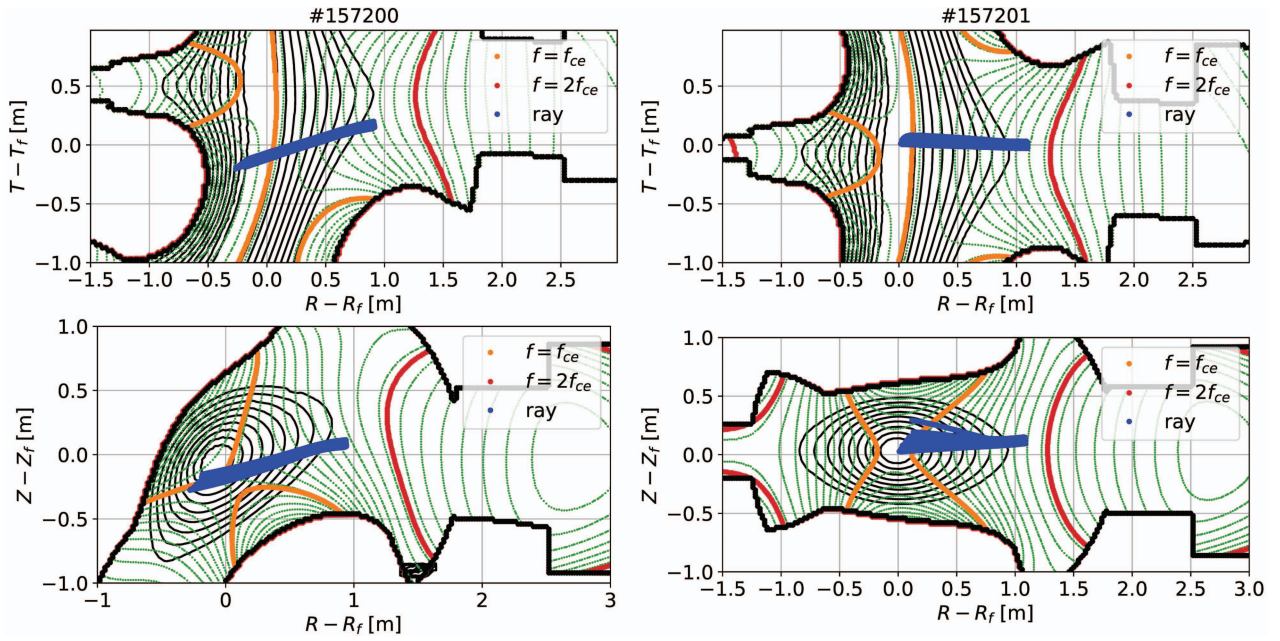 #157200
#157201
f = f_ce
f = 2f_ce
ray
T − T_f [m]
0.5
0.0
−0.5
−1.0
−1.5 −1.0 −0.5 0.0 0.5 1.0 1.5 2.0 2.5
R − R_f [m]
f = f_ce
f = 2f_ce
ray
T − T_f [m]
0.5
0.0
−0.5
−1.0
−1.5 −1.0 −0.5 0.0 0.5 1.0 1.5 2.0 2.5
R − R_f [m]
f = f_ce
f = 2f_ce
ray
Z − Z_f [m]
1.0
0.5
0.0
−0.5
−1.0
−1 0 1 2 3
R − R_f [m]
f = f_ce
f = 2f_ce
ray
Z − Z_f [m]
1.0
0.5
0.0
−0.5
−1.0
−1.5 −1.0 −0.5 0.0 0.5 1.0 1.5 2.0 2.5 3.0
R − R_f [m]